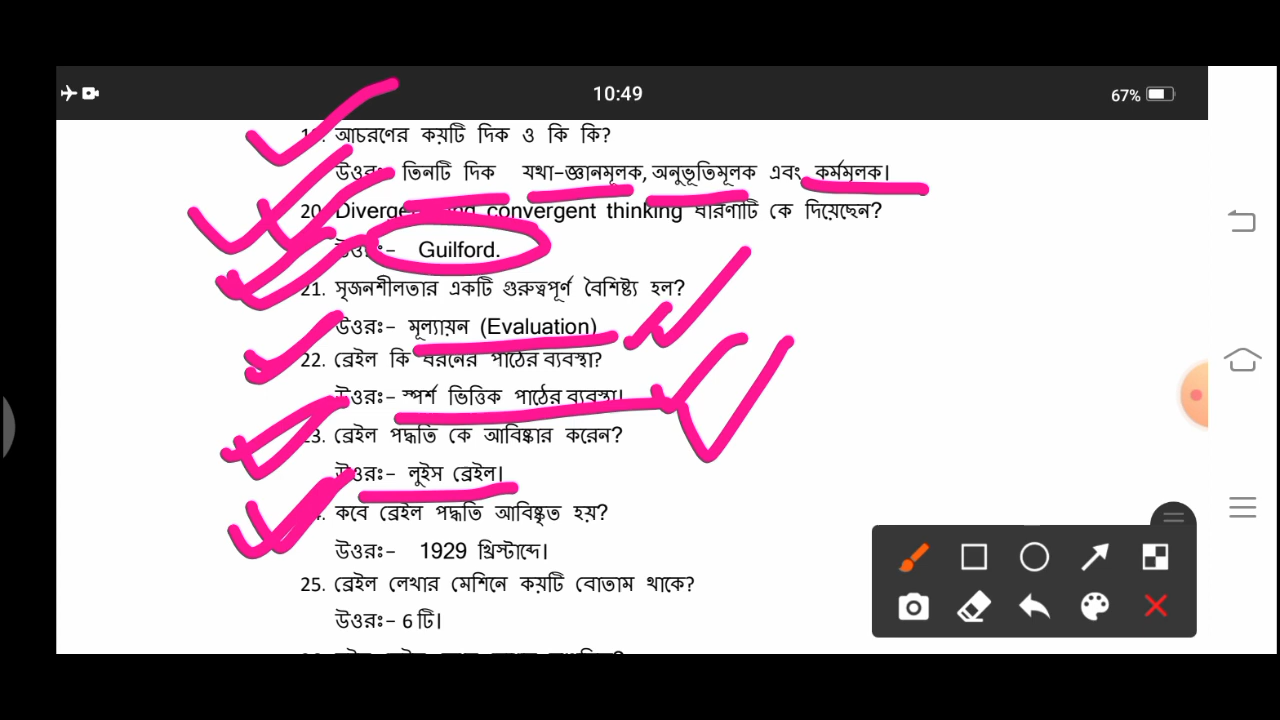 10:49
67%
আচরণের কয়টি দিক ও কি কি?
উওরঃ- তিনটি দিক যথা-জ্ঞানমূলক, অনুভূতিমূলক এবং কর্মমূলক।
20. Divergent and convergent thinking ধারণাটি কে দিয়েছেন?
উওরঃ- Guilford.
21. সৃজনশীলতার একটি গুরুত্বপূর্ণ বৈশিষ্ট্য হল?
উওরঃ- মূল্যায়ন (Evaluation)
22. ব্রেইল কি ধরনের পাঠের ব্যবস্থা?
উওরঃ- স্পর্শ ভিত্তিক পাঠের ব্যবস্থা।
23. ব্রেইল পদ্ধতি কে আবিষ্কার করেন?
উওরঃ- লুইস ব্রেইল।
কবে ব্রেইল পদ্ধতি আবিষ্কৃত হয়?
উওরঃ- 1929 খ্রিস্টাব্দে।
25. ব্রেইল লেখার মেশিনে কয়টি বোতাম থাকে?
উওরঃ- 6 টি।